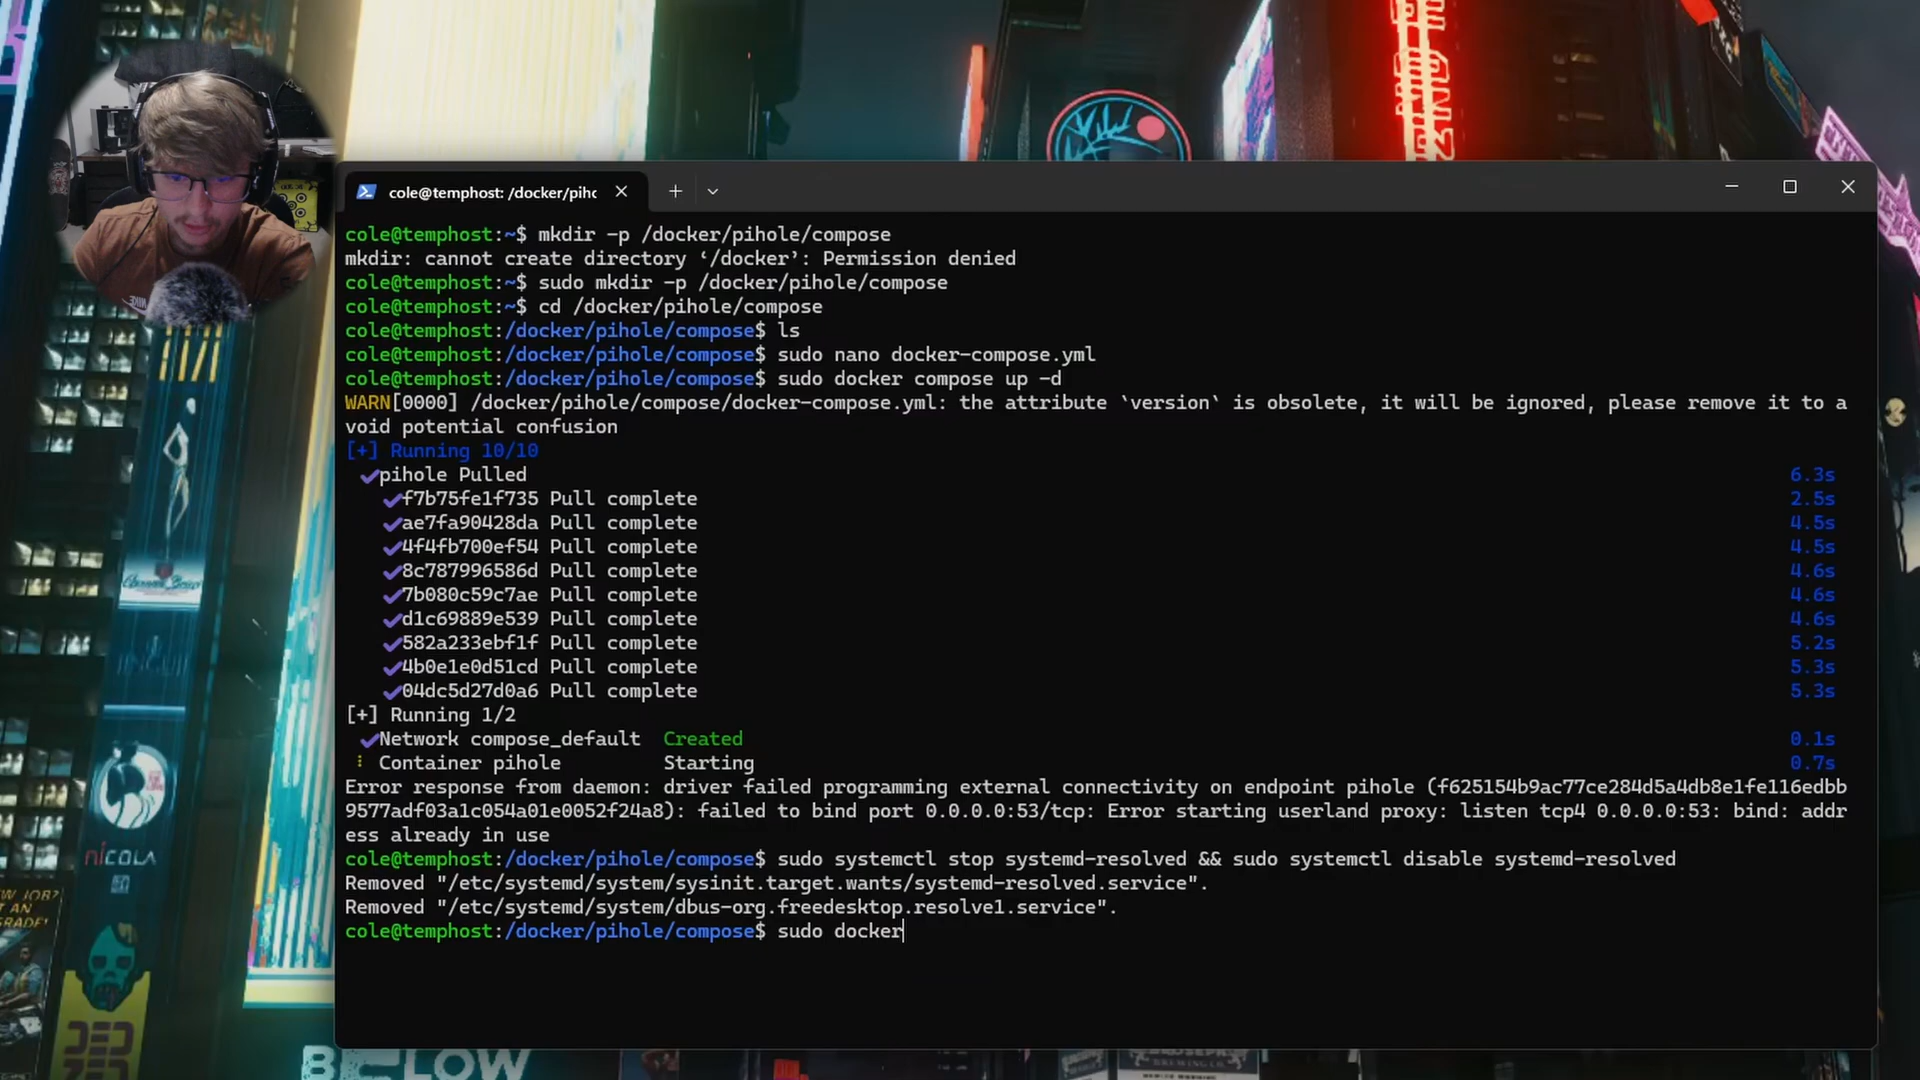 cole@temphost: /docker/pihc
cole@temphost:~$ mkdir -p /docker/pihole/compose
mkdir: cannot create directory ‘/docker’: Permission denied
cole@temphost:~$ sudo mkdir -p /docker/pihole/compose
cole@temphost:~$ cd /docker/pihole/compose
cole@temphost:/docker/pihole/compose$ ls
cole@temphost:/docker/pihole/compose$ sudo nano docker-compose.yml
cole@temphost:/docker/pihole/compose$ sudo docker compose up -d
WARN[0000] /docker/pihole/compose/docker-compose.yml: the attribute `version` is obsolete, it will be ignored, please remove it to a
void potential confusion
[+] Running 10/10
✔pihole Pulled 6.3s
✔f7b75fe1f735 Pull complete 2.5s
✔ae7fa90428da Pull complete 4.5s
✔4f4fb700ef54 Pull complete 4.5s
✔8c787996586d Pull complete 4.6s
✔7b080c59c7ae Pull complete 4.6s
✔d1c69889e539 Pull complete 4.6s
✔582a233ebf1f Pull complete 5.2s
✔4b0e1e0d51cd Pull complete 5.3s
✔04dc5d27d0a6 Pull complete 5.3s
[+] Running 1/2
✔Network compose_default Created 0.1s
⠸ Container pihole Starting 0.7s
Error response from daemon: driver failed programming external connectivity on endpoint pihole (f625154b9ac77ce284d5a4db8e1fe116edbb
9577adf03a1c054a01e0052f24a8): failed to bind port 0.0.0.0:53/tcp: Error starting userland proxy: listen tcp4 0.0.0.0:53: bind: addr
ess already in use
cole@temphost:/docker/pihole/compose$ sudo systemctl stop systemd-resolved && sudo systemctl disable systemd-resolved
Removed "/etc/systemd/system/sysinit.target.wants/systemd-resolved.service".
Removed "/etc/systemd/system/dbus-org.freedesktop.resolve1.service".
cole@temphost:/docker/pihole/compose$ sudo docker
nicola
BELOW